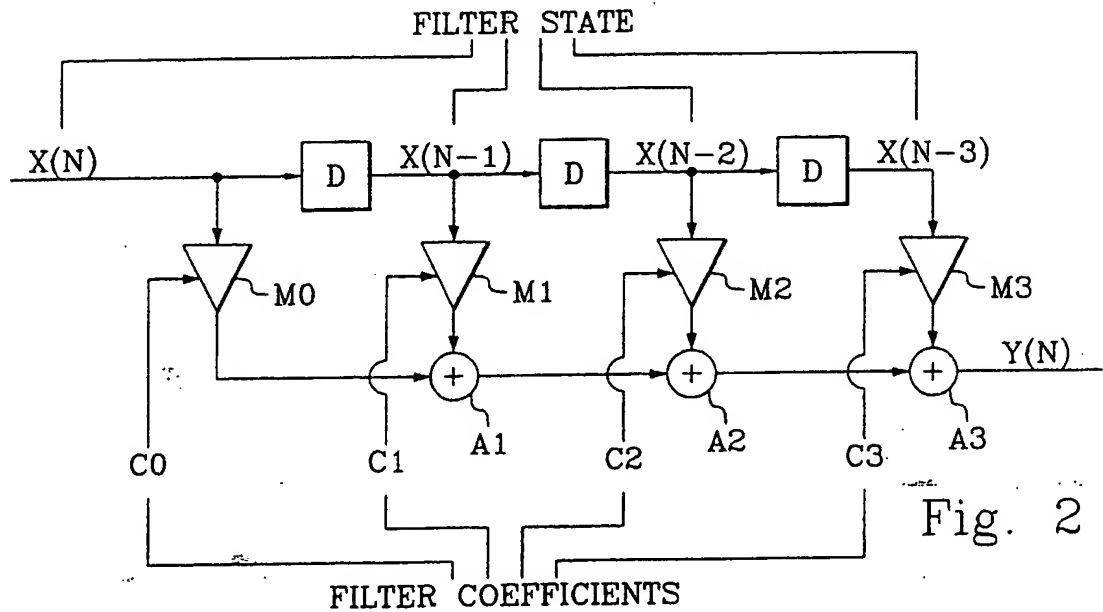 FILTER STATE
X(N) X(N-1) X(N-2) X(N-3)
D D D
M0 M1 M2 M3
+ + + Y(N)
A1 A2 A3
C0 C1 C2 C3
Fig. 2
FILTER COEFFICIENTS